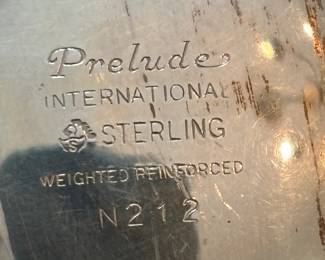 Prelude
INTERNATIONAL
STERLING
WEIGHTED REINFORCED
N212